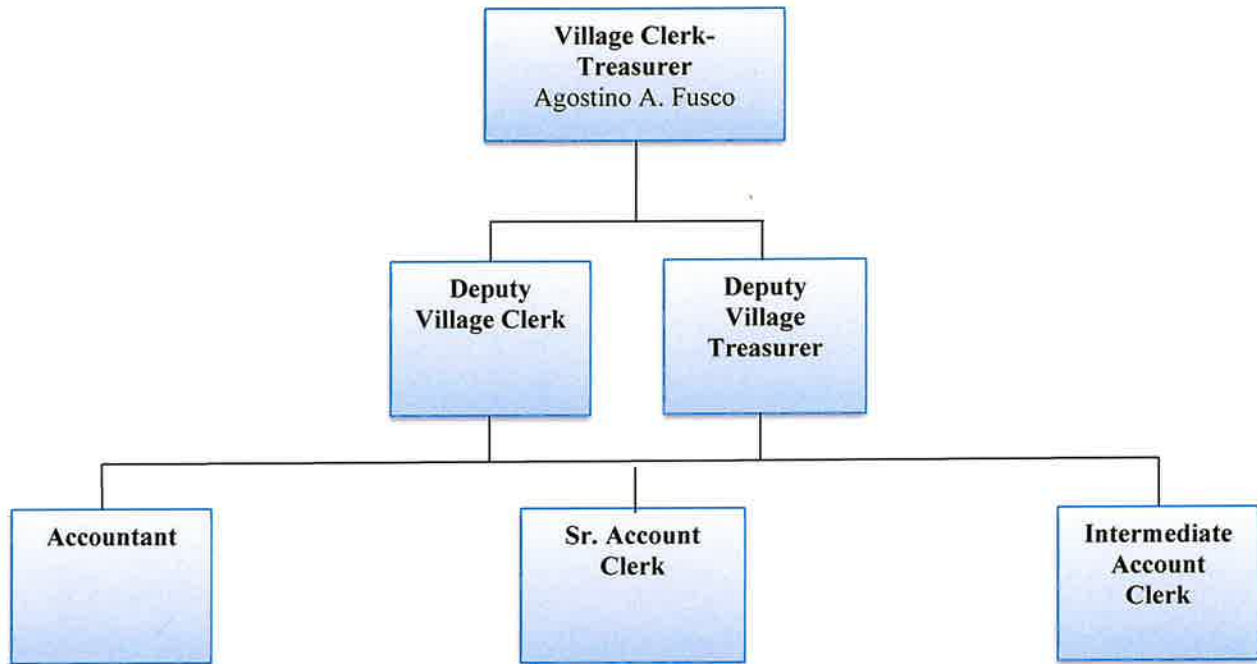 Village Clerk-
Treasurer
Agostino A. Fusco
Deputy
Village Clerk
Deputy
Village
Treasurer
Accountant
Sr. Account
Clerk
Intermediate
Account
Clerk